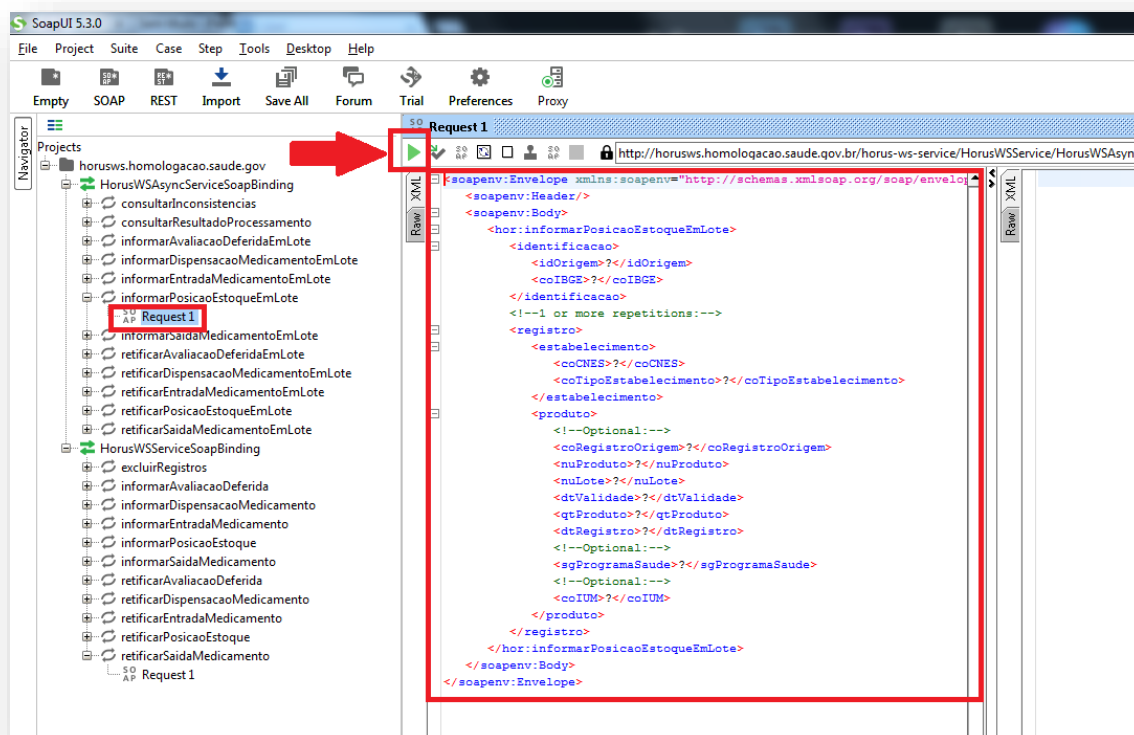 SoapUI 5.3.0
File Project Suite Case Step Tools Desktop Help
Empty SOAP REST Import Save All Forum Trial Preferences Proxy
Navigator
Projects
horusws.homologacao.saude.gov
HorusWSAsyncServiceSoapBinding
consultarInconsistencias
consultarResultadoProcessamento
informarAvaliacaoDeferidaEmLote
informarDispensacaoMedicamentoEmLote
informarEntradaMedicamentoEmLote
informarPosicaoEstoqueEmLote
Request 1
informarSaidaMedicamentoEmLote
retificarAvaliacaoDeferidaEmLote
retificarDispensacaoMedicamentoEmLote
retificarEntradaMedicamentoEmLote
retificarPosicaoEstoqueEmLote
retificarSaidaMedicamentoEmLote
HorusWSServiceSoapBinding
excluirRegistros
informarAvaliacaoDeferida
informarDispensacaoMedicamento
informarEntradaMedicamento
informarPosicaoEstoque
informarSaidaMedicamento
retificarAvaliacaoDeferida
retificarDispensacaoMedicamento
retificarEntradaMedicamento
retificarPosicaoEstoque
retificarSaidaMedicamento
Request 1
Request 1
http://horusws.homologacao.saude.gov.br/horus-ws-service/HorusWSService/HorusWSAsyn
XML
Raw
<soapenv:Envelope xmlns:soapenv="http://schemas.xmlsoap.org/soap/envelop
<soapenv:Header/>
<soapenv:Body>
<hor:informarPosicaoEstoqueEmLote>
<identificacao>
<idOrigem>?</idOrigem>
<coIBGE>?</coIBGE>
</identificacao>
<!--1 or more repetitions:-->
<registro>
<estabelecimento>
<coCNES>?</coCNES>
<coTipoEstabelecimento>?</coTipoEstabelecimento>
</estabelecimento>
<produto>
<!--Optional:-->
<coRegistroOrigem>?</coRegistroOrigem>
<nuProduto>?</nuProduto>
<nuLote>?</nuLote>
<dtValidade>?</dtValidade>
<qtProduto>?</qtProduto>
<dtRegistro>?</dtRegistro>
<!--Optional:-->
<sgProgramaSaude>?</sgProgramaSaude>
<!--Optional:-->
<coIUM>?</coIUM>
</produto>
</registro>
</hor:informarPosicaoEstoqueEmLote>
</soapenv:Body>
</soapenv:Envelope>
XML
Raw